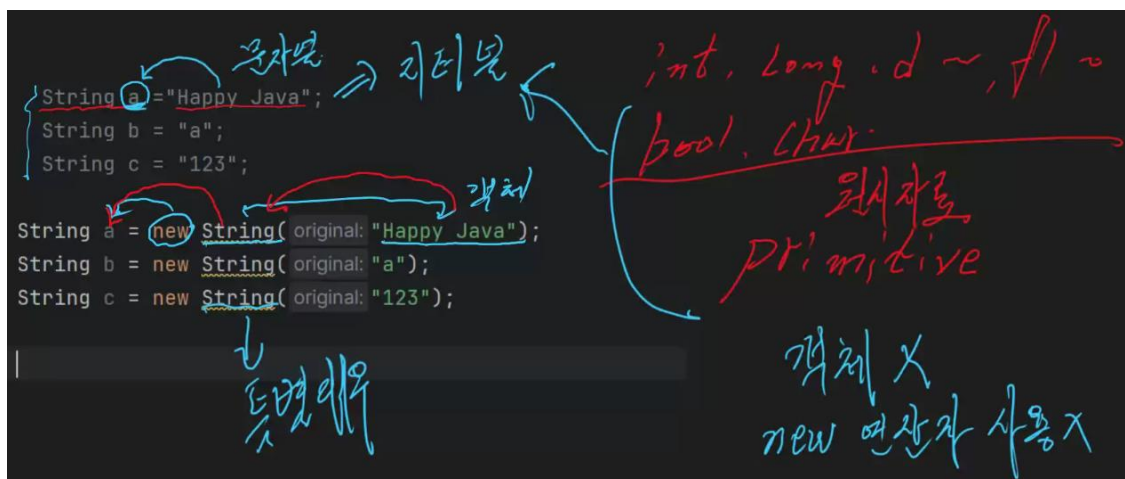 문자열 => 리터럴
String a ="Happy Java";
String b = "a";
String c = "123";
객체
String a = new String( original: "Happy Java");
String b = new String( original: "a");
String c = new String( original: "123");
특별대우
int. Long. d ~, fl ~
bool. Char.
원시자료
primitive
객체 X
new 연산자 사용X